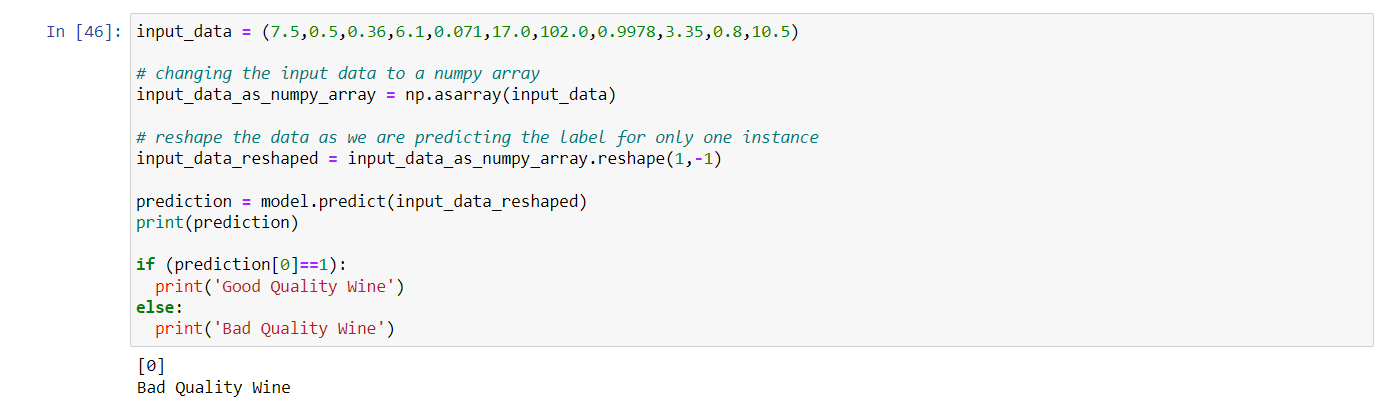 In [46]: input_data = (7.5,0.5,0.36,6.1,0.071,17.0,102.0,0.9978,3.35,0.8,10.5)
# changing the input data to a numpy array
input_data_as_numpy_array = np.asarray(input_data)
# reshape the data as we are predicting the label for only one instance
input_data_reshaped = input_data_as_numpy_array.reshape(1,-1)
prediction = model.predict(input_data_reshaped)
print(prediction)
if (prediction[0]==1):
  print('Good Quality Wine')
else:
  print('Bad Quality Wine')
[0]
Bad Quality Wine